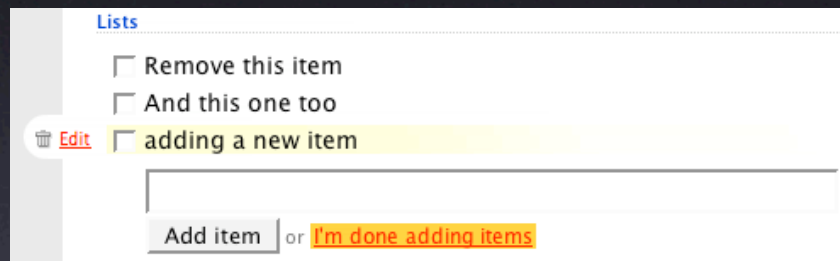 Lists
Remove this item
And this one too
Edit adding a new item
Add item or I'm done adding items